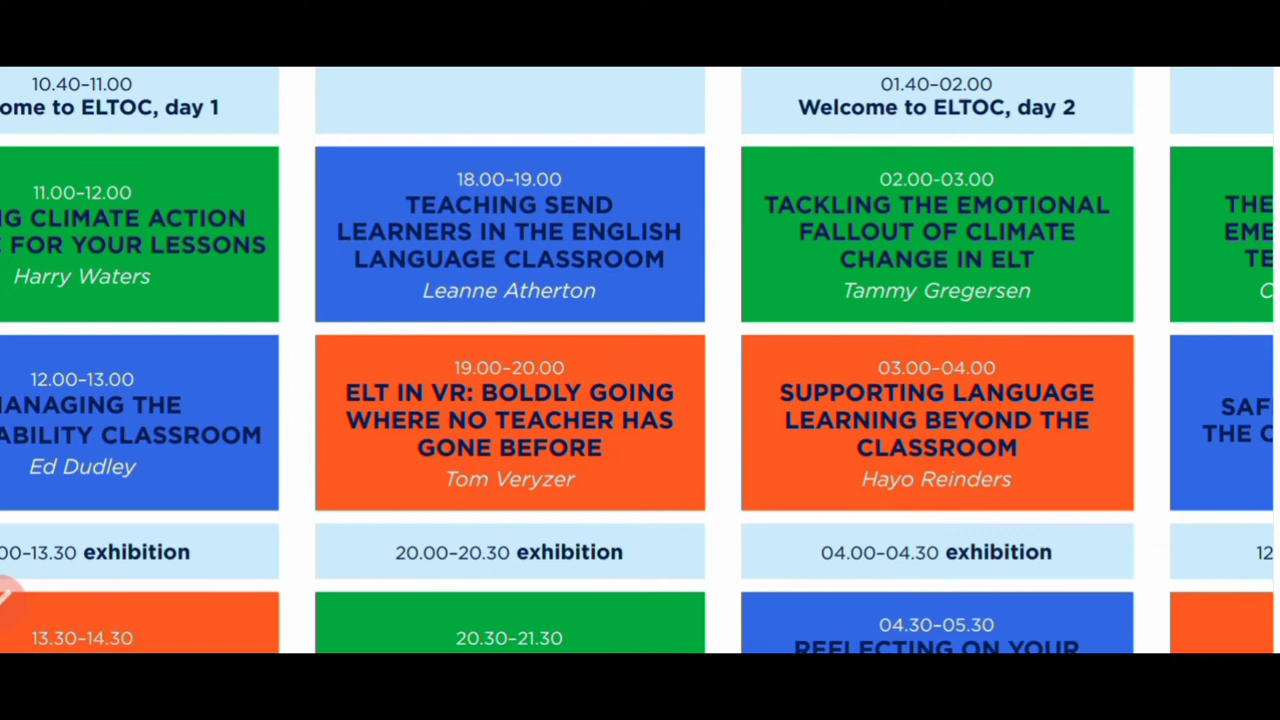 10.40–11.00
ome to ELTOC, day 1
11.00–12.00
G CLIMATE ACTION
FOR YOUR LESSONS
Harry Waters
12.00–13.00
ANAGING THE
ABILITY CLASSROOM
Ed Dudley
00–13.30 exhibition
13.30–14.30
18.00–19.00
TEACHING SEND
LEARNERS IN THE ENGLISH
LANGUAGE CLASSROOM
Leanne Atherton
19.00–20.00
ELT IN VR: BOLDLY GOING
WHERE NO TEACHER HAS
GONE BEFORE
Tom Veryzer
20.00–20.30 exhibition
20.30–21.30
01.40–02.00
Welcome to ELTOC, day 2
02.00-03.00
TACKLING THE EMOTIONAL
FALLOUT OF CLIMATE
CHANGE IN ELT
Tammy Gregersen
03.00–04.00
SUPPORTING LANGUAGE
LEARNING BEYOND THE
CLASSROOM
Hayo Reinders
04.00–04.30 exhibition
04.30–05.30
REFLECTING ON YOUR
THE
EME
TE
C
SAF
THE C
12